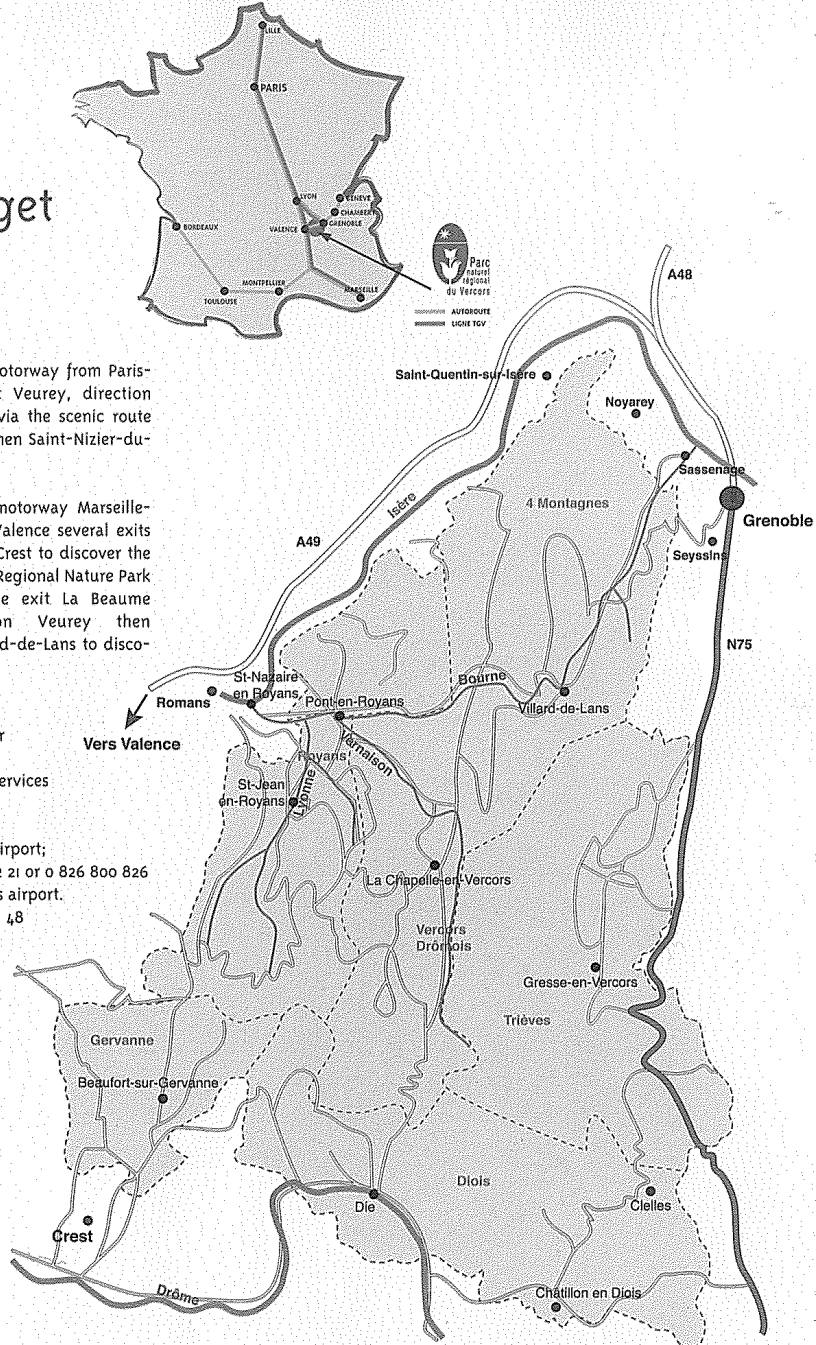 LILLE
PARIS
get
LYON
GENEVE
CHAMBERY
GRENOBLE
VALENCE
BORDEAUX
MONTPELLIER
TOULOUSE
MARSEILLE
Parc
naturel
régional
du Vercors
AUTOROUTE
LIGNE TGV
otorway from Paris-
t Veurey, direction
via the scenic route
hen Saint-Nizier-du-
motorway Marseille-
Valence several exits
Crest to discover the
Regional Nature Park
e exit La Beaume
on Veurey then
d-de-Lans to disco-
r
ervices
irport;
2 21 or 0 826 800 826
s airport.
48
A48
Saint-Quentin-sur-Isère
Noyarey
Sassenage
4 Montagnes
Grenoble
Isère
A49
Seyssins
N75
St-Nazaire
en Royans
Romans
Pont-en-Royans
Bourne
Villard-de-Lans
Vers Valence
Vernaison
Royans
St-Jean
en-Royans
Lyonne
La Chapelle-en-Vercors
Vercors
Drômois
Gresse-en-Vercors
Trièves
Gervanne
Beaufort-sur-Gervanne
Diois
Die
Clelles
Crest
Drôme
Châtillon en Diois